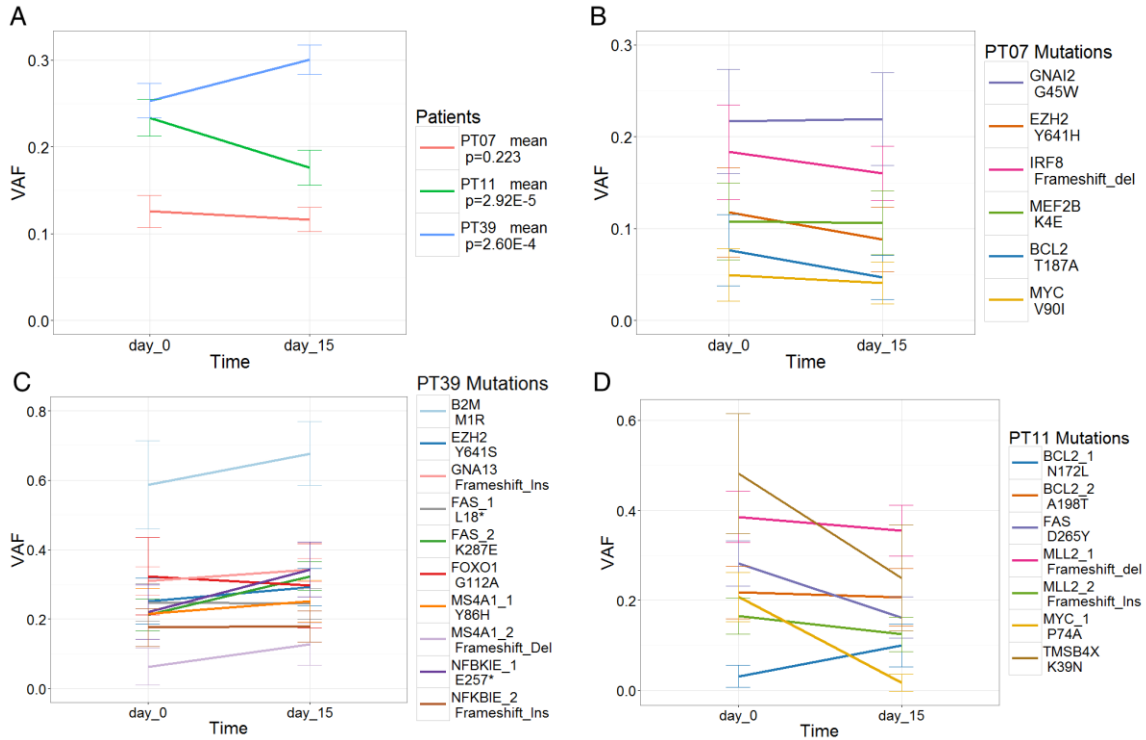 A
VAF
0.3
0.2
0.1
0.0
day_0
day_15
Time
Patients
PT07 mean
p=0.223
PT11 mean
p=2.92E-5
PT39 mean
p=2.60E-4
B
VAF
0.3
0.2
0.1
0.0
day_0
day_15
Time
PT07 Mutations
GNAI2
G45W
EZH2
Y641H
IRF8
Frameshift_del
MEF2B
K4E
BCL2
T187A
MYC
V90I
C
VAF
0.8
0.6
0.4
0.2
0.0
day_0
day_15
Time
PT39 Mutations
B2M
M1R
EZH2
Y641S
GNA13
Frameshift_Ins
FAS_1
L18*
FAS_2
K287E
FOXO1
G112A
MS4A1_1
Y86H
MS4A1_2
Frameshift_Del
NFBKIE_1
E257*
NFKBIE_2
Frameshift_Ins
D
VAF
0.6
0.4
0.2
0.0
day_0
day_15
Time
PT11 Mutations
BCL2_1
N172L
BCL2_2
A198T
FAS
D265Y
MLL2_1
Frameshift_del
MLL2_2
Frameshift_Ins
MYC_1
P74A
TMSB4X
K39N